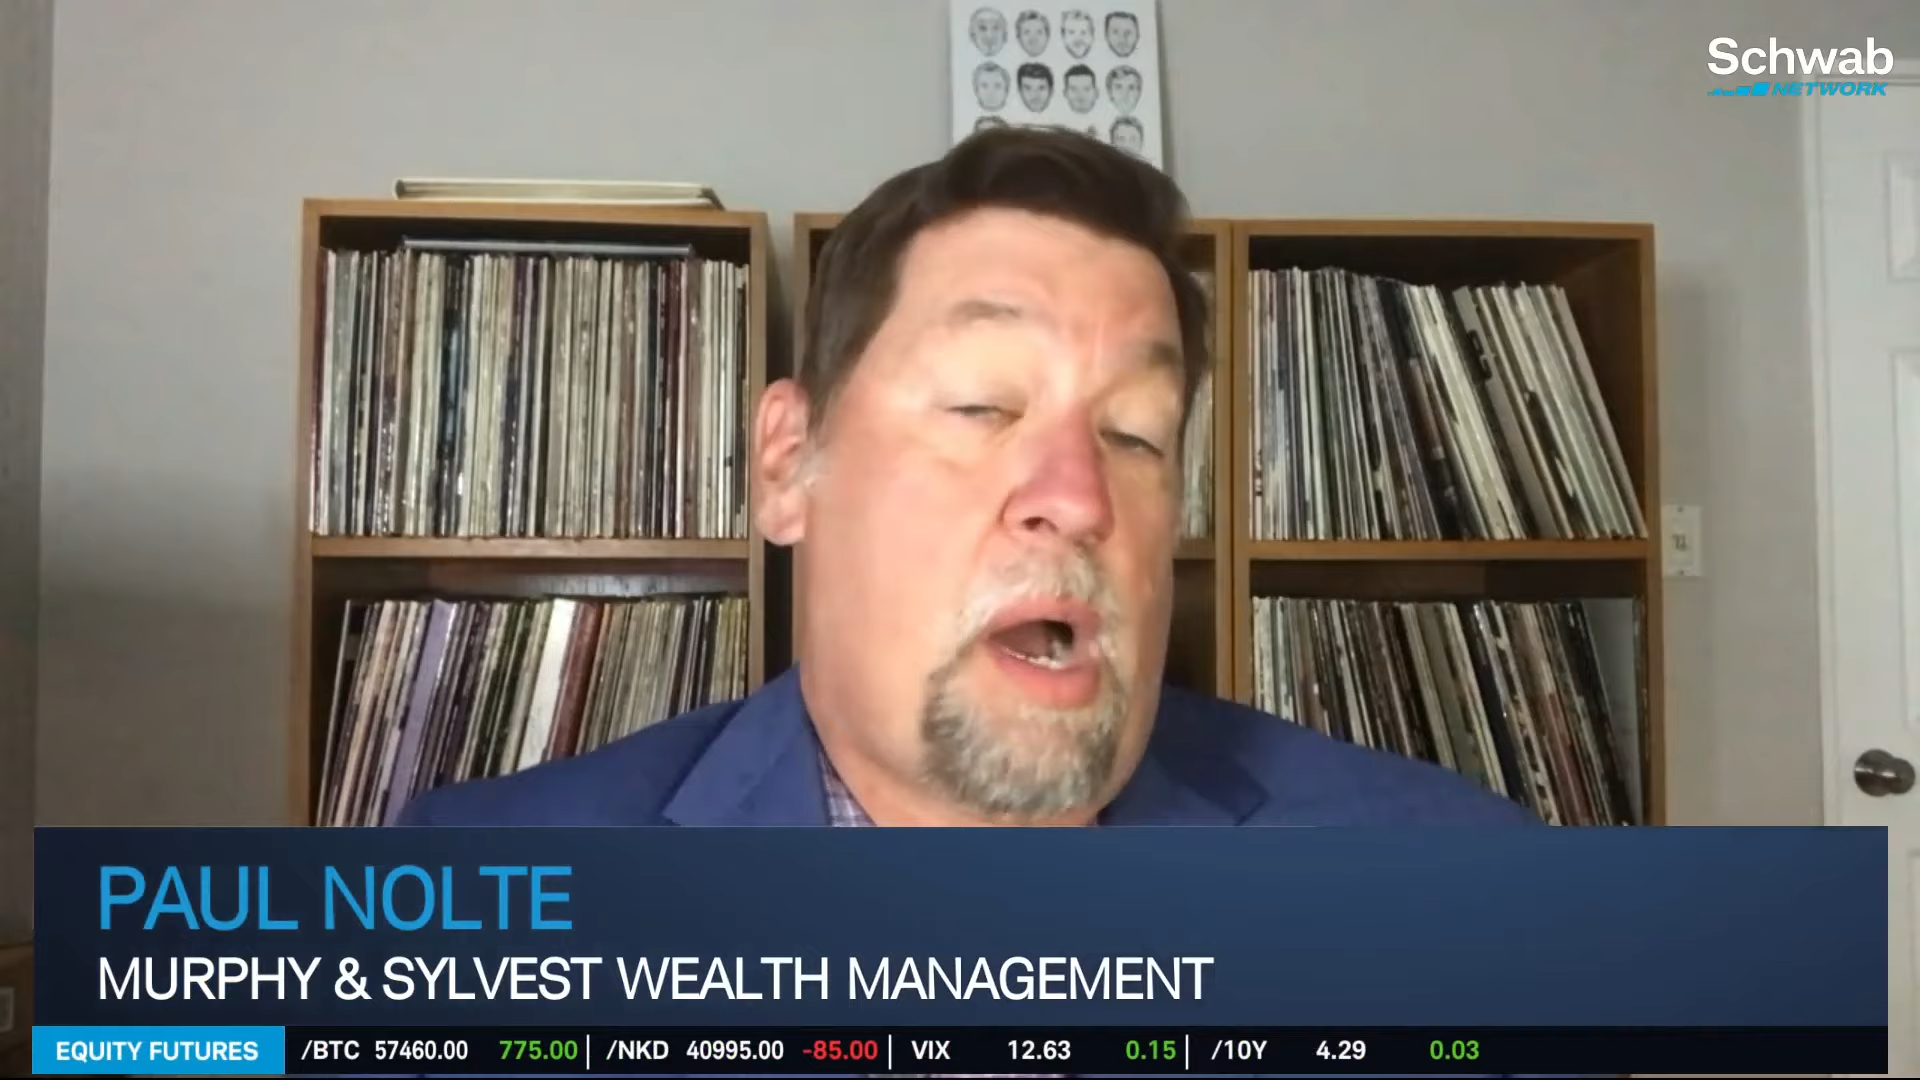 Schwab
NETWORK
PAUL NOLTE
MURPHY & SYLVEST WEALTH MANAGEMENT
EQUITY FUTURES /BTC 57460.00 775.00 /NKD 40995.00 -85.00 VIX 12.63 0.15 /10Y 4.29 0.03